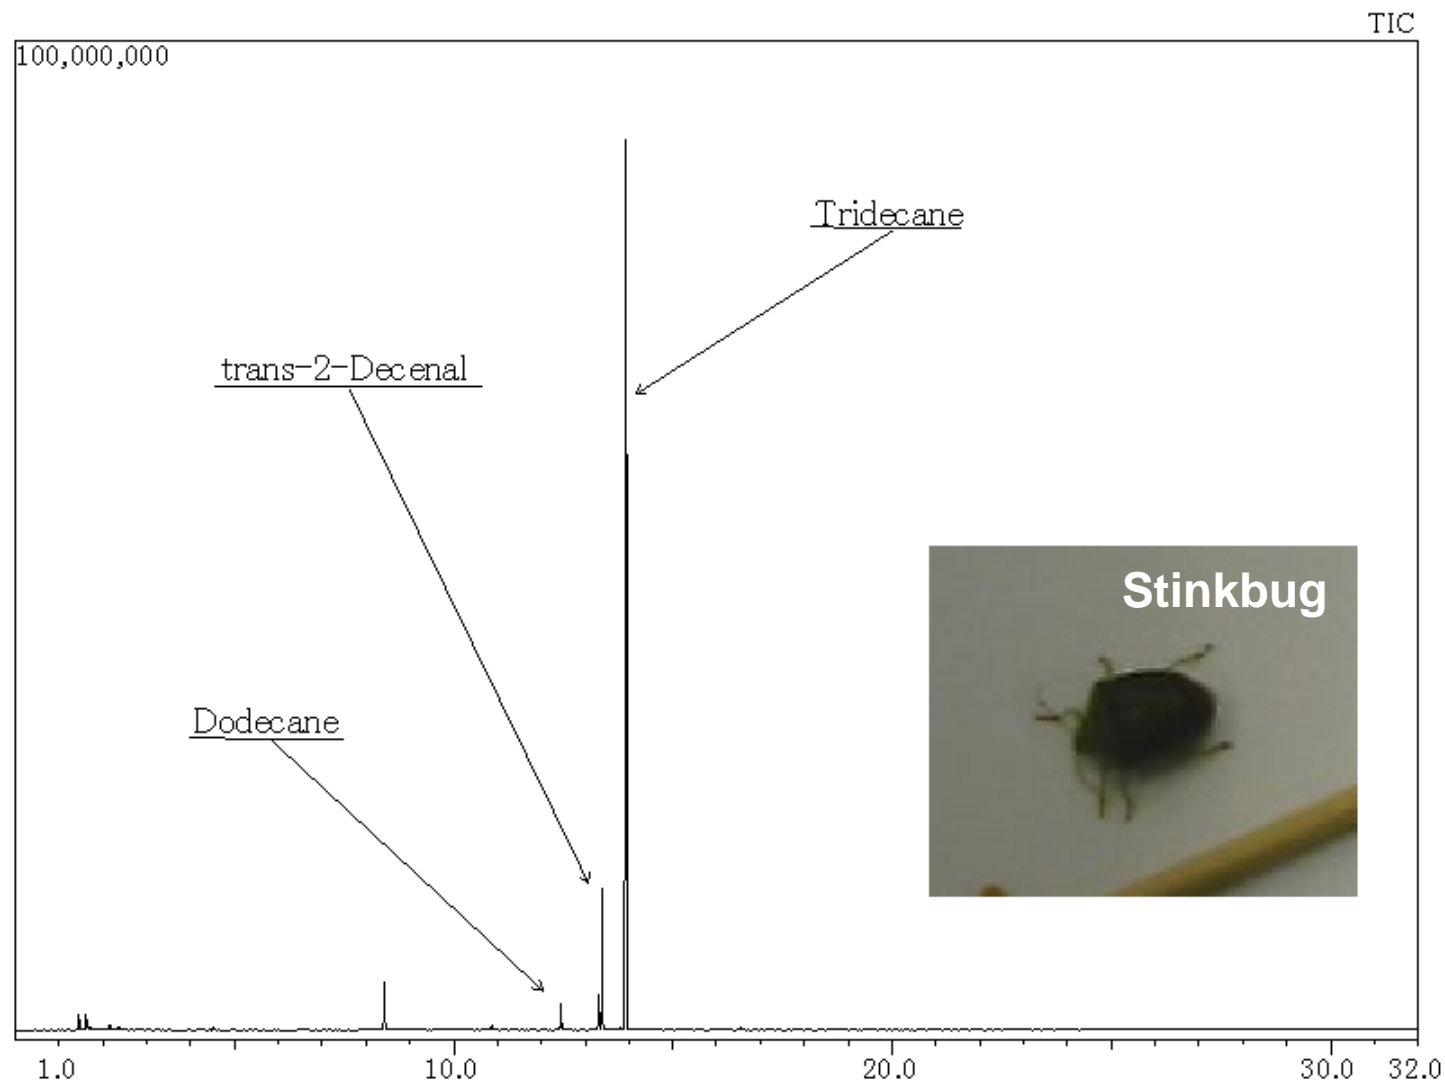 TIC
100,000,000
Tridecane
trans-2-Decenal
Stinkbug
Dodecane
1.0 10.0 20.0 30.0 32.0